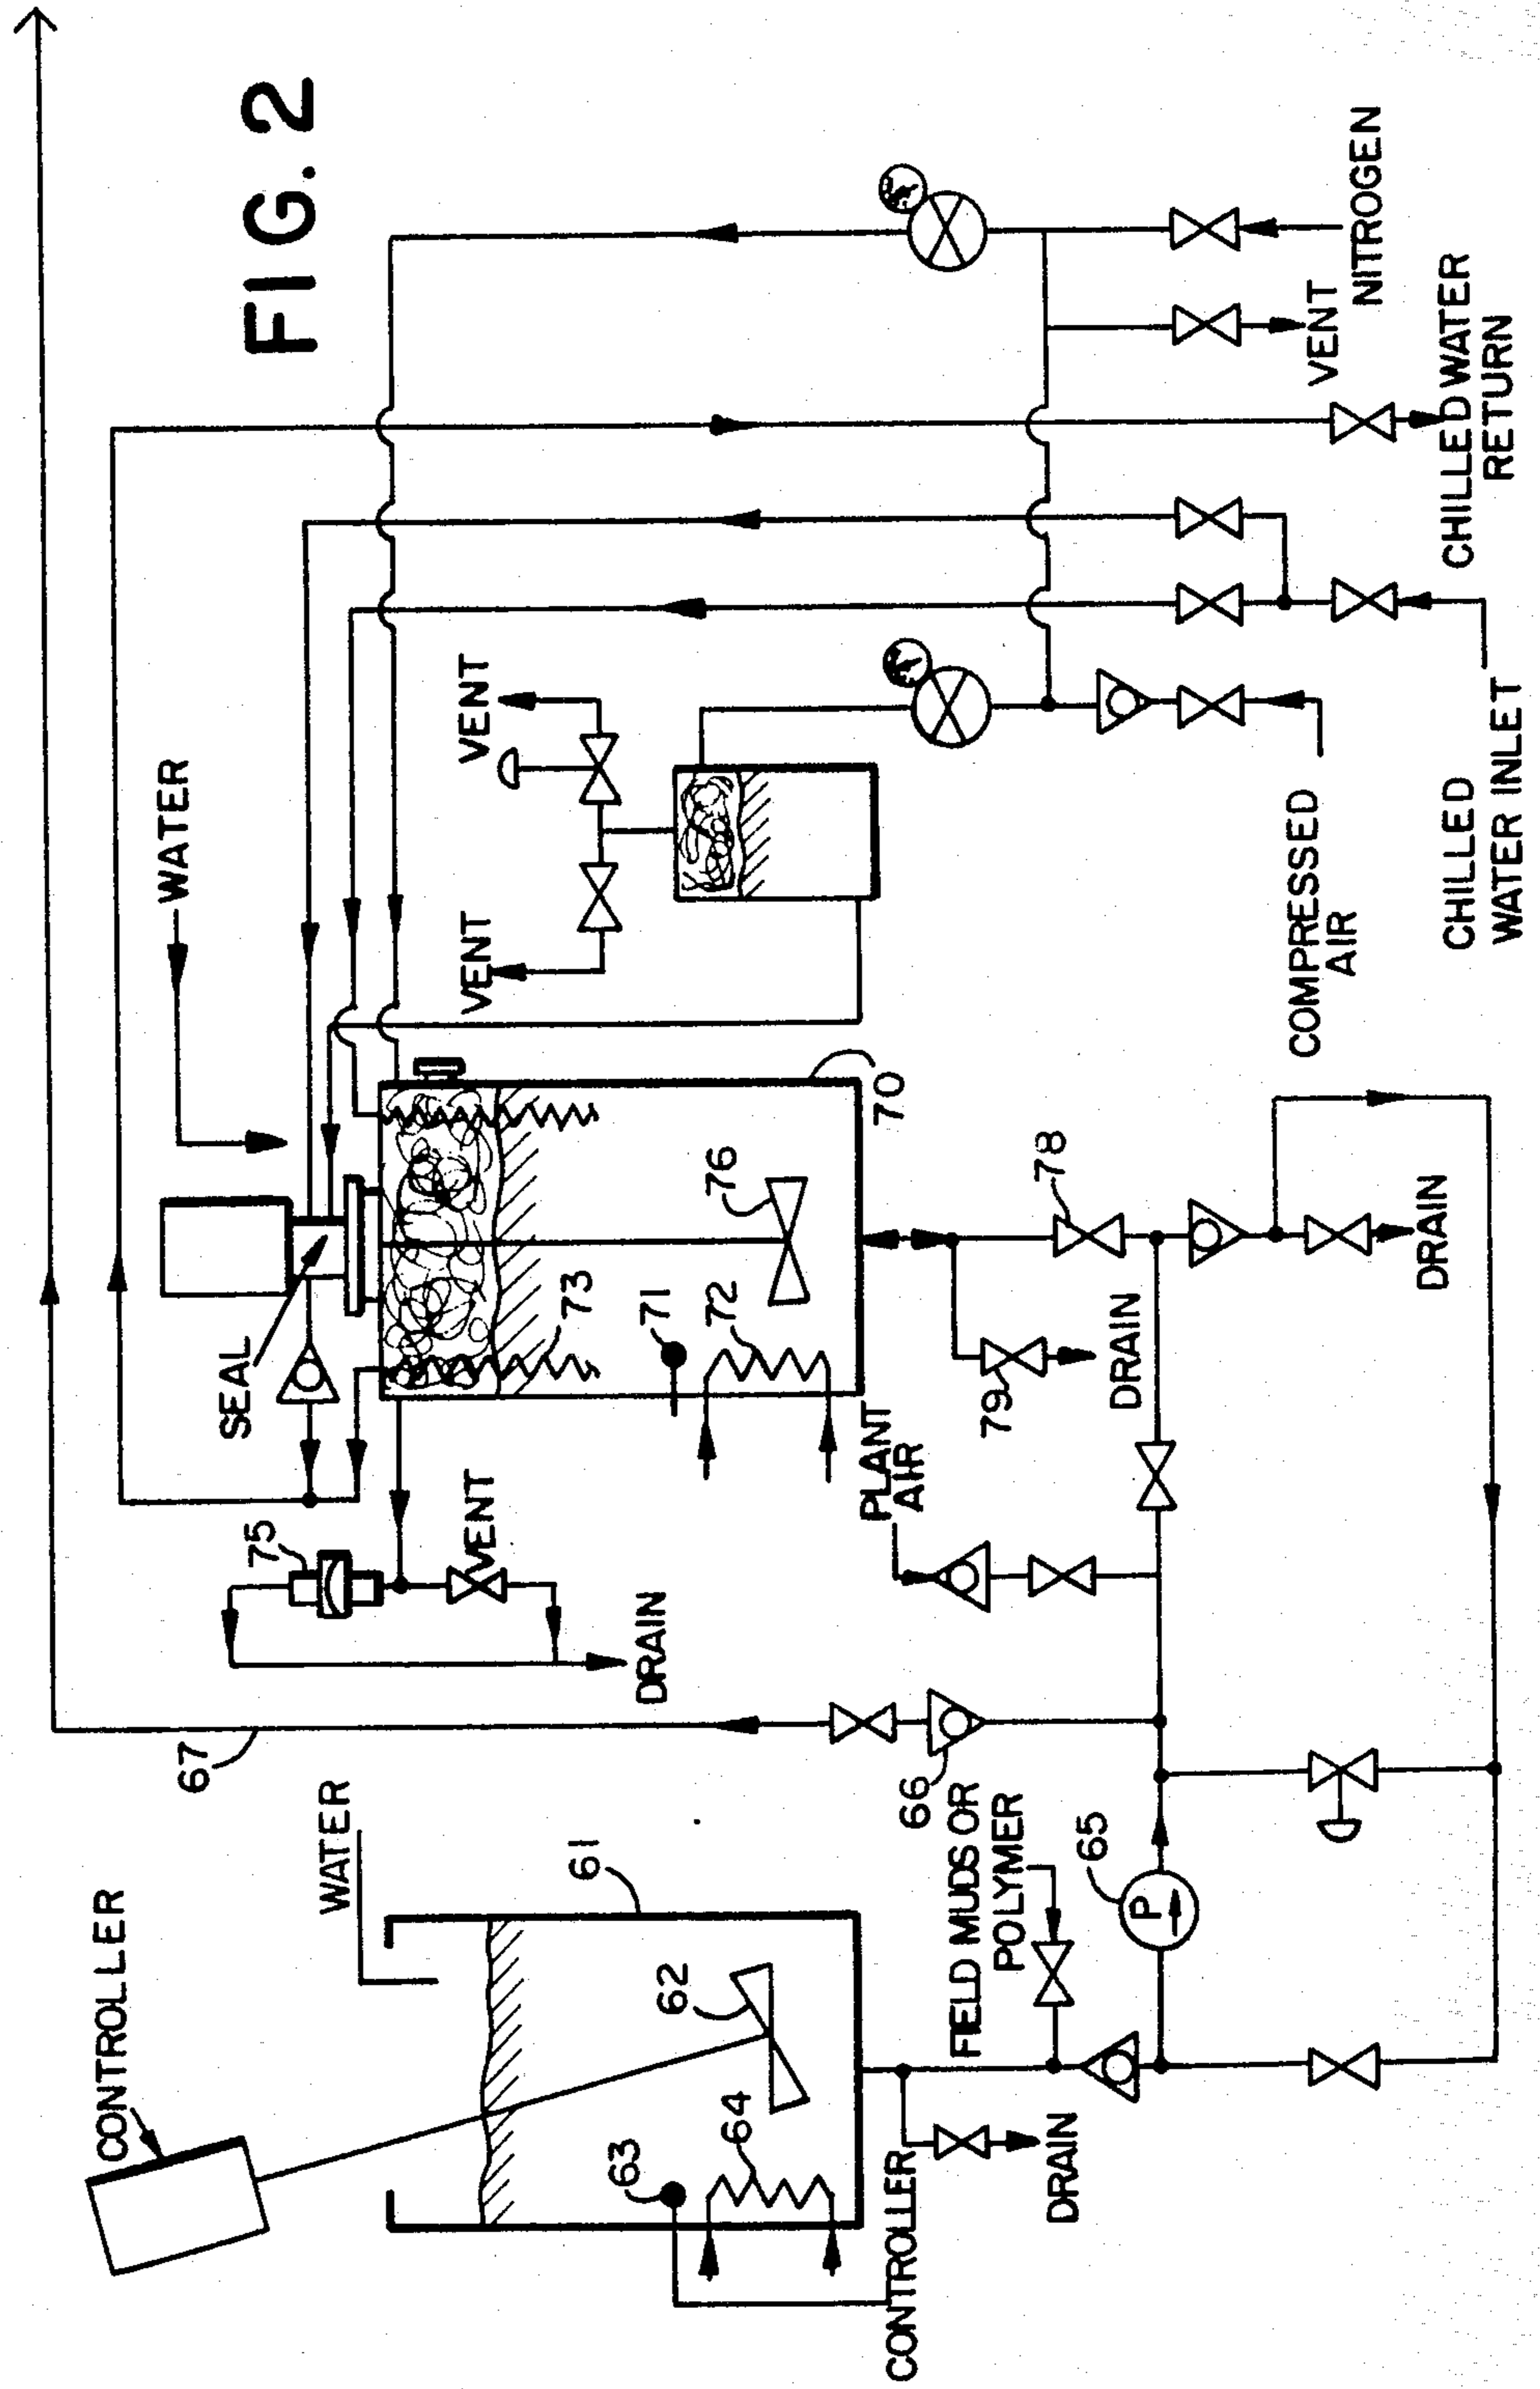 FIG. 2
CONTROLLER
WATER
61
62
63
64
CONTROLLER
DRAIN
FIELD MUDS OR
POLYMER
65
66
67
75
VENT
DRAIN
SEAL
WATER
73
71
72
76
70
PLANT
AIR
79
DRAIN
78
DRAIN
VENT
VENT
COMPRESSED
AIR
CHILLED
WATER INLET
CHILLED WATER
RETURN
VENT
NITROGEN
P